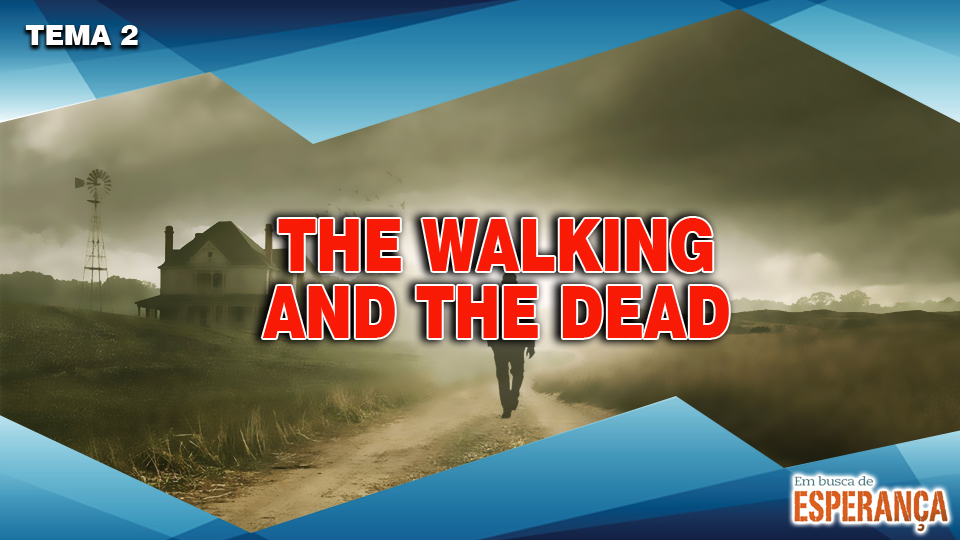 TEMA 2
THE WALKING
AND THE DEAD
Em busca de
ESPERANÇA